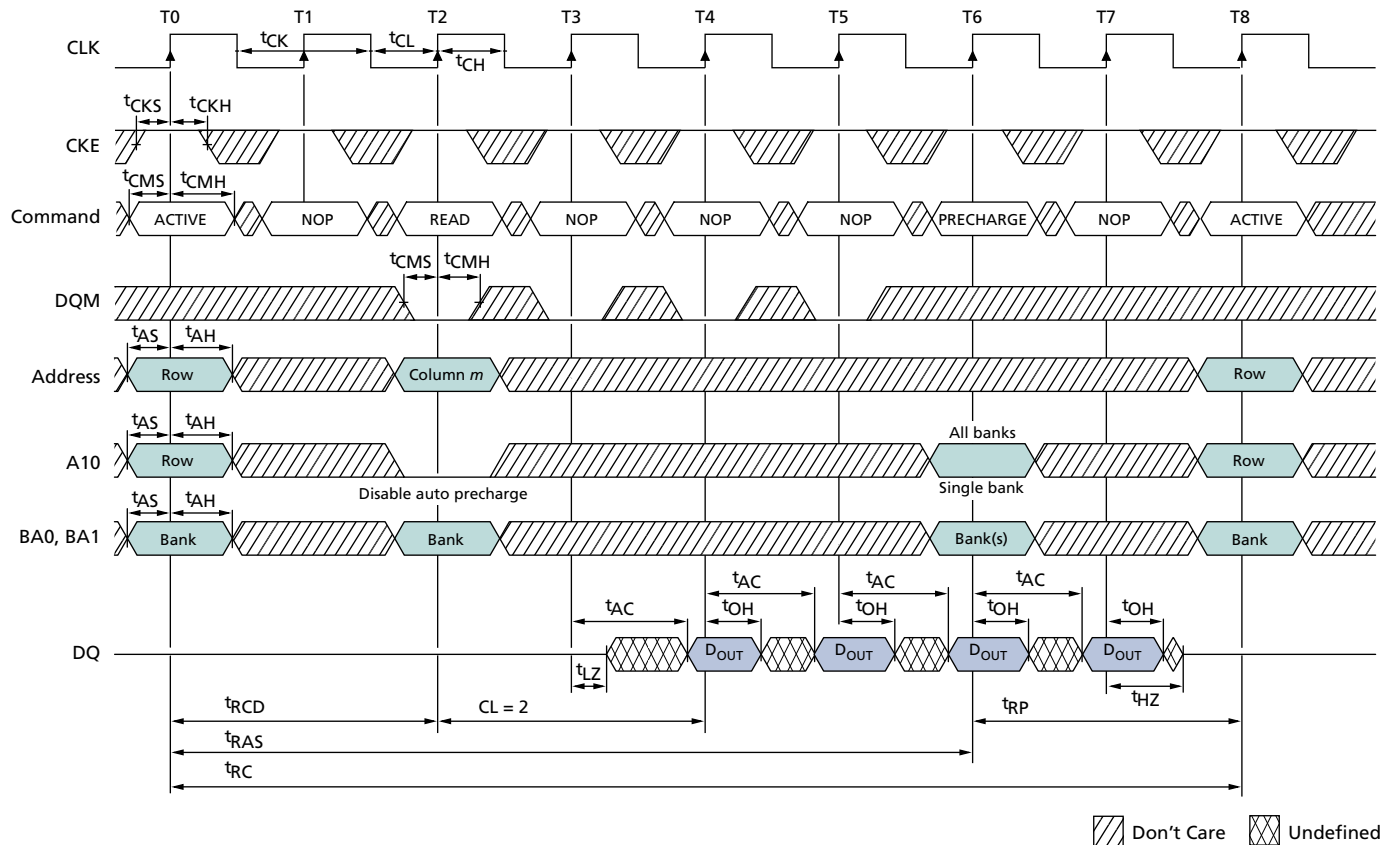 T0 T1 T2 T3 T4 T5 T6 T7 T8
CLK
tCK tCL
tCH
tCKS tCKH
CKE
tCMS tCMH
Command ACTIVE NOP READ NOP NOP NOP PRECHARGE NOP ACTIVE
tCMS tCMH
DQM
tAS tAH
Address Row Column m Row
tAS tAH
All banks
A10 Row Row
Disable auto precharge Single bank
tAS tAH
BA0, BA1 Bank Bank Bank(s) Bank
tAC tAC tAC
tAC tOH tOH tOH tOH
DQ DOUT DOUT DOUT DOUT
tLZ tHZ
tRCD CL = 2 tRP
tRAS
tRC
Don't Care Undefined